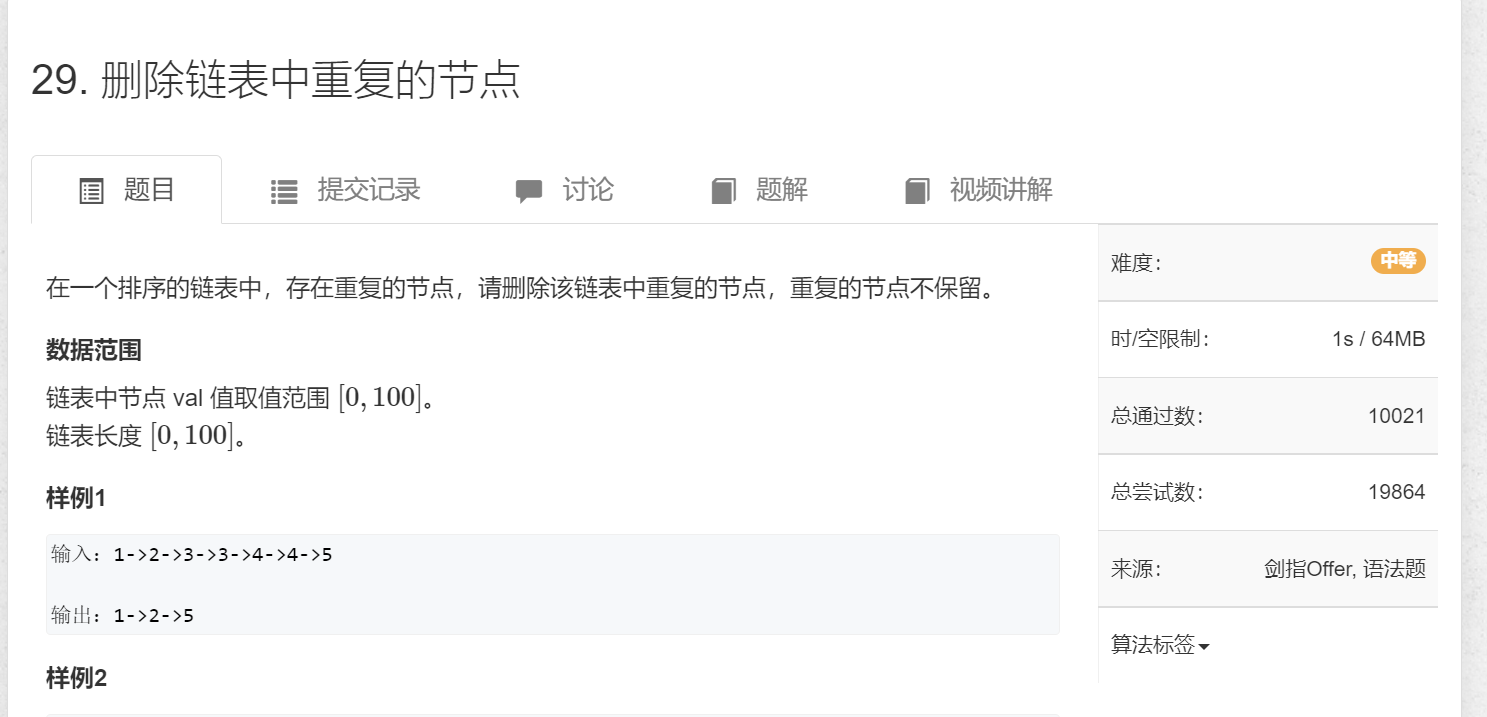 29. 删除链表中重复的节点
题目 提交记录 讨论 题解 视频讲解
在一个排序的链表中，存在重复的节点，请删除该链表中重复的节点，重复的节点不保留。
数据范围
链表中节点 val 值取值范围 [0, 100]。
链表长度 [0, 100]。
样例1
输入：1->2->3->3->4->4->5
输出：1->2->5
样例2
难度： 中等
时/空限制： 1s / 64MB
总通过数： 10021
总尝试数： 19864
来源： 剑指Offer, 语法题
算法标签